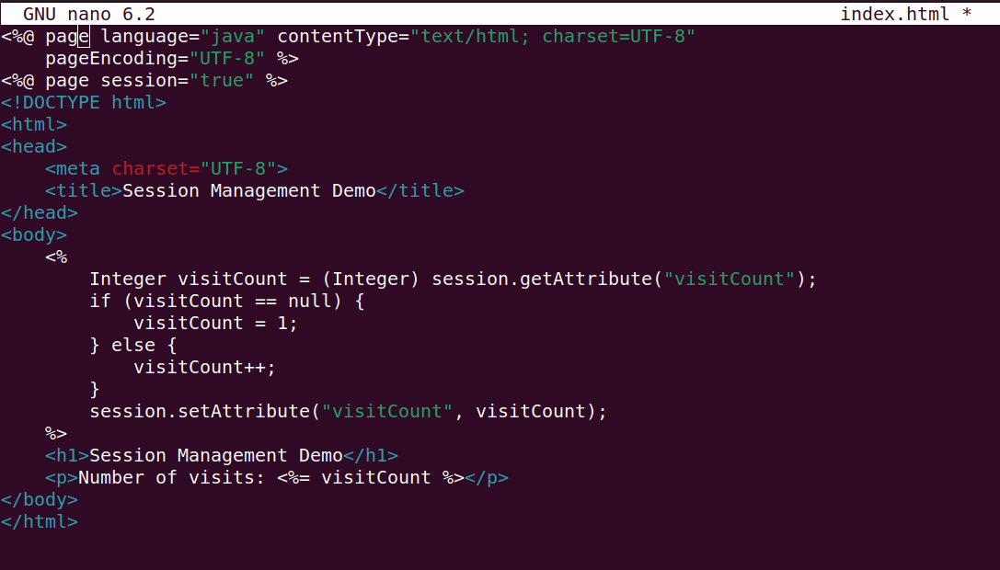 GNU nano 6.2 index.html *
<%@ page language="java" contentType="text/html; charset=UTF-8"
    pageEncoding="UTF-8" %>
<%@ page session="true" %>
<!DOCTYPE html>
<html>
<head>
    <meta charset="UTF-8">
    <title>Session Management Demo</title>
</head>
<body>
    <%
        Integer visitCount = (Integer) session.getAttribute("visitCount");
        if (visitCount == null) {
            visitCount = 1;
        } else {
            visitCount++;
        }
        session.setAttribute("visitCount", visitCount);
    %>
    <h1>Session Management Demo</h1>
    <p>Number of visits: <%= visitCount %></p>
</body>
</html>